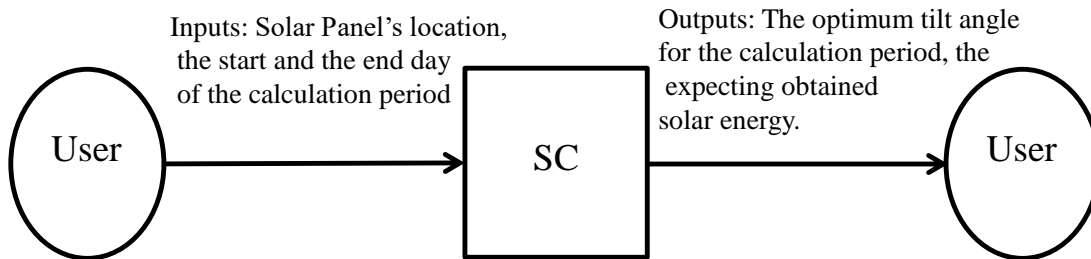 Inputs: Solar Panel's location,
the start and the end day
of the calculation period
Outputs: The optimum tilt angle
for the calculation period, the
expecting obtained
solar energy.
User
SC
User